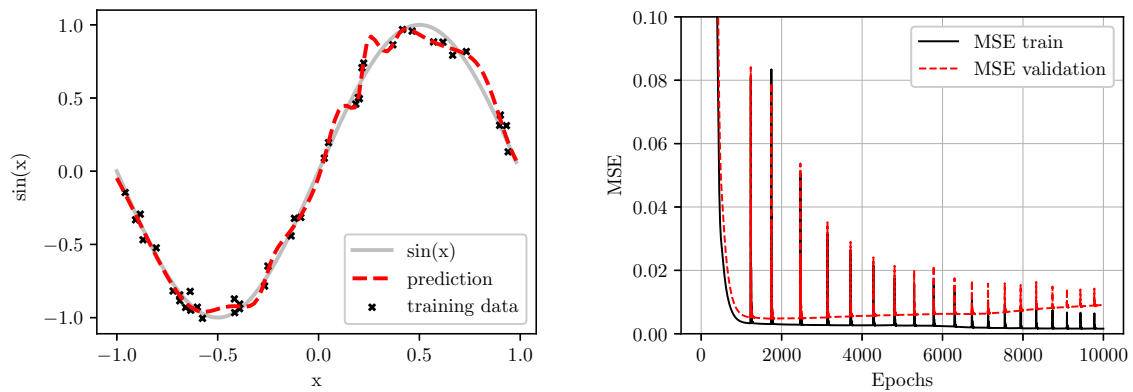 1.0
0.5
0.0
−0.5
−1.0
sin(x)
−1.0
−0.5
0.0
0.5
1.0
x
sin(x)
prediction
training data
0.10
0.08
0.06
0.04
0.02
0.00
MSE
0
2000
4000
6000
8000
10000
Epochs
MSE train
MSE validation